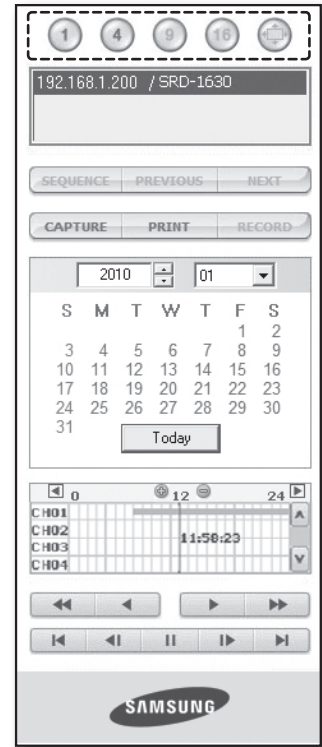 1 4 9 16
192.168.1.200 / SRD-1630
SEQUENCE PREVIOUS NEXT
CAPTURE PRINT RECORD
2010 01
S M T W T F S
1 2
3 4 5 6 7 8 9
10 11 12 13 14 15 16
17 18 19 20 21 22 23
24 25 26 27 28 29 30
31 Today
0 12 24
CH01
CH02
11:58:23
CH03
CH04
SAMSUNG